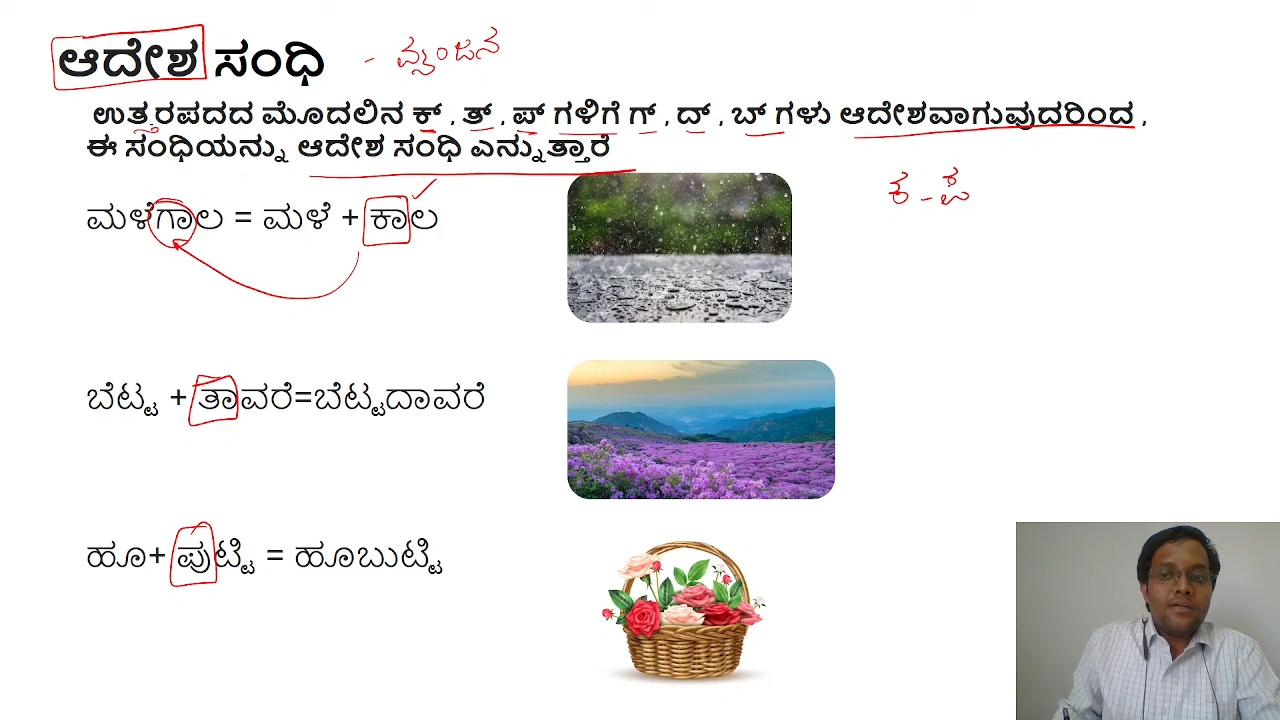 ಆದೇಶ ಸಂಧಿ - ವ್ಯಂಜನ
ಉತ್ತರಪದದ ಮೊದಲಿನ ಕ್ , ತ್ , ಪ್ ಗಳಿಗೆ ಗ್ , ದ್ , ಬ್ ಗಳು ಆದೇಶವಾಗುವುದರಿಂದ ,
ಈ ಸಂಧಿಯನ್ನು ಆದೇಶ ಸಂಧಿ ಎನ್ನುತ್ತಾರೆ
ಕ - ಪ
ಮಳೆಗಾಲ = ಮಳೆ + ಕಾಲ
ಬೆಟ್ಟ + ತಾವರೆ=ಬೆಟ್ಟದಾವರೆ
ಹೂ+ ಪುಟ್ಟಿ = ಹೂಬುಟ್ಟಿ